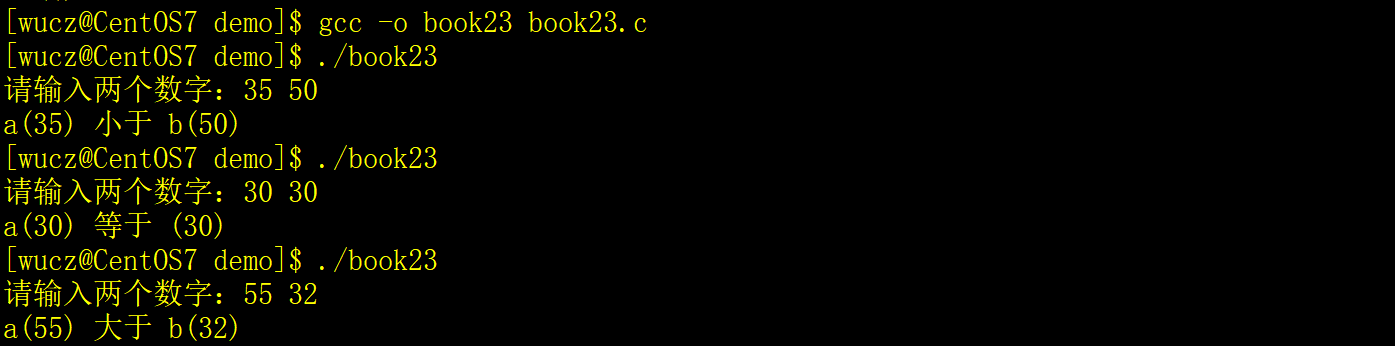 [wucz@CentOS7 demo]$ gcc -o book23 book23.c
[wucz@CentOS7 demo]$ ./book23
请输入两个数字：35 50
a(35) 小于 b(50)
[wucz@CentOS7 demo]$ ./book23
请输入两个数字：30 30
a(30) 等于 (30)
[wucz@CentOS7 demo]$ ./book23
请输入两个数字：55 32
a(55) 大于 b(32)